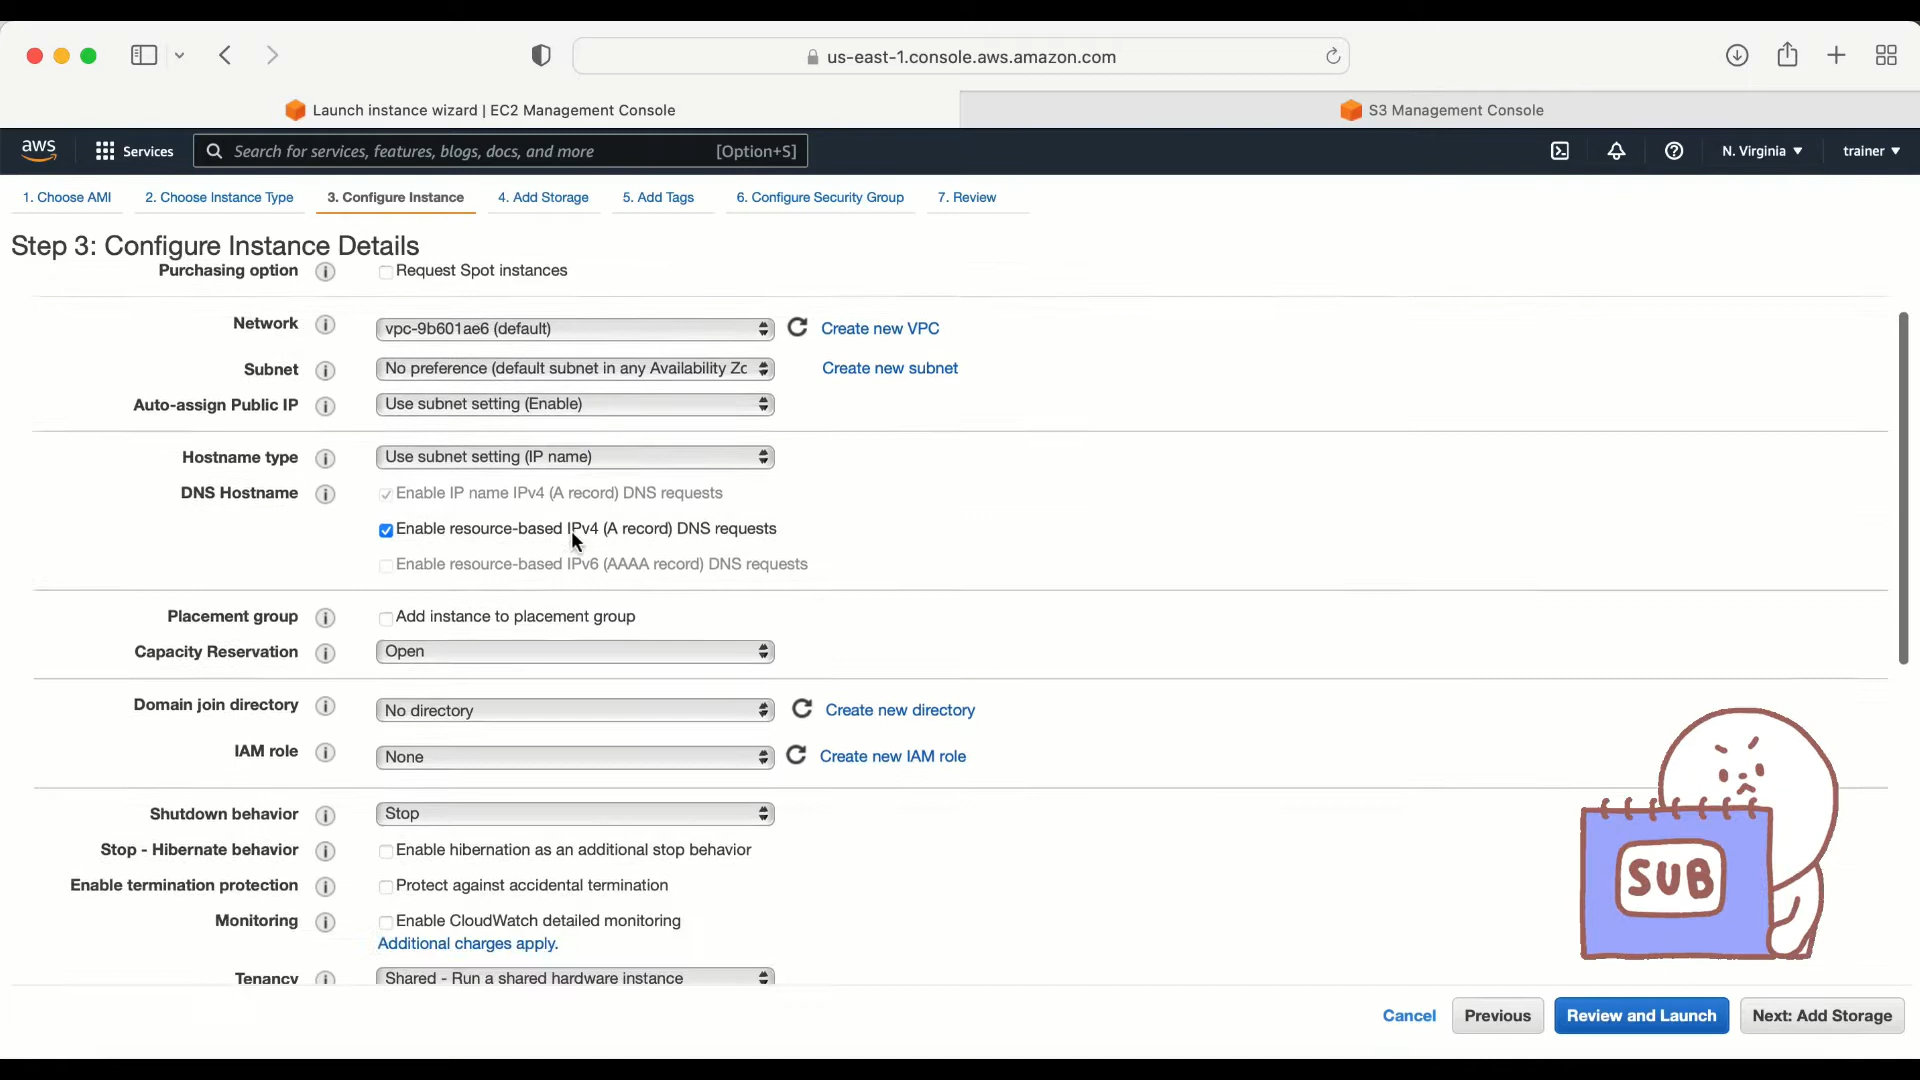 us-east-1.console.aws.amazon.com
Launch instance wizard | EC2 Management Console
S3 Management Console
aws
Services
Search for services, features, blogs, docs, and more
[Option+S]
N. Virginia
trainer
1. Choose AMI
2. Choose Instance Type
3. Configure Instance
4. Add Storage
5. Add Tags
6. Configure Security Group
7. Review
Step 3: Configure Instance Details
Purchasing option
Request Spot instances
Network
vpc-9b601ae6 (default)
Create new VPC
Subnet
No preference (default subnet in any Availability Zo
Create new subnet
Auto-assign Public IP
Use subnet setting (Enable)
Hostname type
Use subnet setting (IP name)
DNS Hostname
Enable IP name IPv4 (A record) DNS requests
Enable resource-based IPv4 (A record) DNS requests
Enable resource-based IPv6 (AAAA record) DNS requests
Placement group
Add instance to placement group
Capacity Reservation
Open
Domain join directory
No directory
Create new directory
IAM role
None
Create new IAM role
Shutdown behavior
Stop
Stop - Hibernate behavior
Enable hibernation as an additional stop behavior
Enable termination protection
Protect against accidental termination
Monitoring
Enable CloudWatch detailed monitoring
Additional charges apply.
Tenancy
Shared - Run a shared hardware instance
SUB
Cancel
Previous
Review and Launch
Next: Add Storage